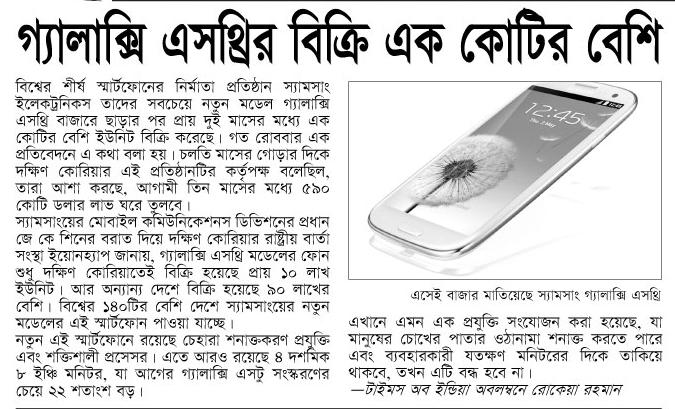 গ্যালাক্সি এসথ্রির বিক্রি এক কোটির বেশি
বিশ্বের শীর্ষ স্মার্টফোনের নির্মাতা প্রতিষ্ঠান স্যামসাং
ইলেকট্রনিকস তাদের সবচেয়ে নতুন মডেল গ্যালাক্সি
এসথ্রি বাজারে ছাড়ার পর প্রায় দুই মাসের মধ্যে এক
কোটির বেশি ইউনিট বিক্রি করেছে। গত রোববার এক
প্রতিবেদনে এ কথা বলা হয়। চলতি মাসের গোড়ার দিকে
দক্ষিণ কোরিয়ার এই প্রতিষ্ঠানটির কর্তৃপক্ষ বলেছিল,
তারা আশা করছে, আগামী তিন মাসের মধ্যে ৫৯০
কোটি ডলার লাভ ঘরে তুলবে।
স্যামসাংয়ের মোবাইল কমিউনিকেশনস ডিভিশনের প্রধান
জে কে শিনের বরাত দিয়ে দক্ষিণ কোরিয়ার রাষ্ট্রীয় বার্তা
সংস্থা ইয়োনহ্যাপ জানায়, গ্যালাক্সি এসথ্রি মডেলের ফোন
শুধু দক্ষিণ কোরিয়াতেই বিক্রি হয়েছে প্রায় ১০ লাখ
ইউনিট। আর অন্যান্য দেশে বিক্রি হয়েছে ৯০ লাখের
বেশি। বিশ্বের ১৪০টির বেশি দেশে স্যামসাংয়ের নতুন
মডেলের এই স্মার্টফোন পাওয়া যাচ্ছে।
নতুন এই স্মার্টফোনে রয়েছে চেহারা শনাক্তকরণ প্রযুক্তি
এবং শক্তিশালী প্রসেসর। এতে আরও রয়েছে ৪ দশমিক
৮ ইঞ্চি মনিটর, যা আগের গ্যালাক্সি এসটু সংস্করণের
চেয়ে ২২ শতাংশ বড়।
12:45
এসেই বাজার মাতিয়েছে স্যামসাং গ্যালাক্সি এসথ্রি
এখানে এমন এক প্রযুক্তি সংযোজন করা হয়েছে, যা
মানুষের চোখের পাতার ওঠানামা শনাক্ত করতে পারে
এবং ব্যবহারকারী যতক্ষণ মনিটরের দিকে তাকিয়ে
থাকবে, তখন এটি বন্ধ হবে না।
—টাইমস অব ইন্ডিয়া অবলম্বনে রোকেয়া রহমান